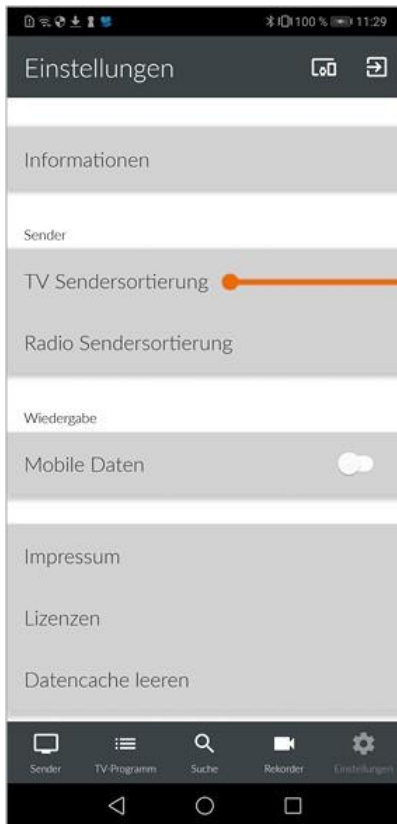 100 % 11:29
Einstellungen
Informationen
Sender
TV Sendersortierung
Radio Sendersortierung
Wiedergabe
Mobile Daten
Impressum
Lizenzen
Datencache leeren
Sender TV-Programm Suche Rekorder Einstellungen